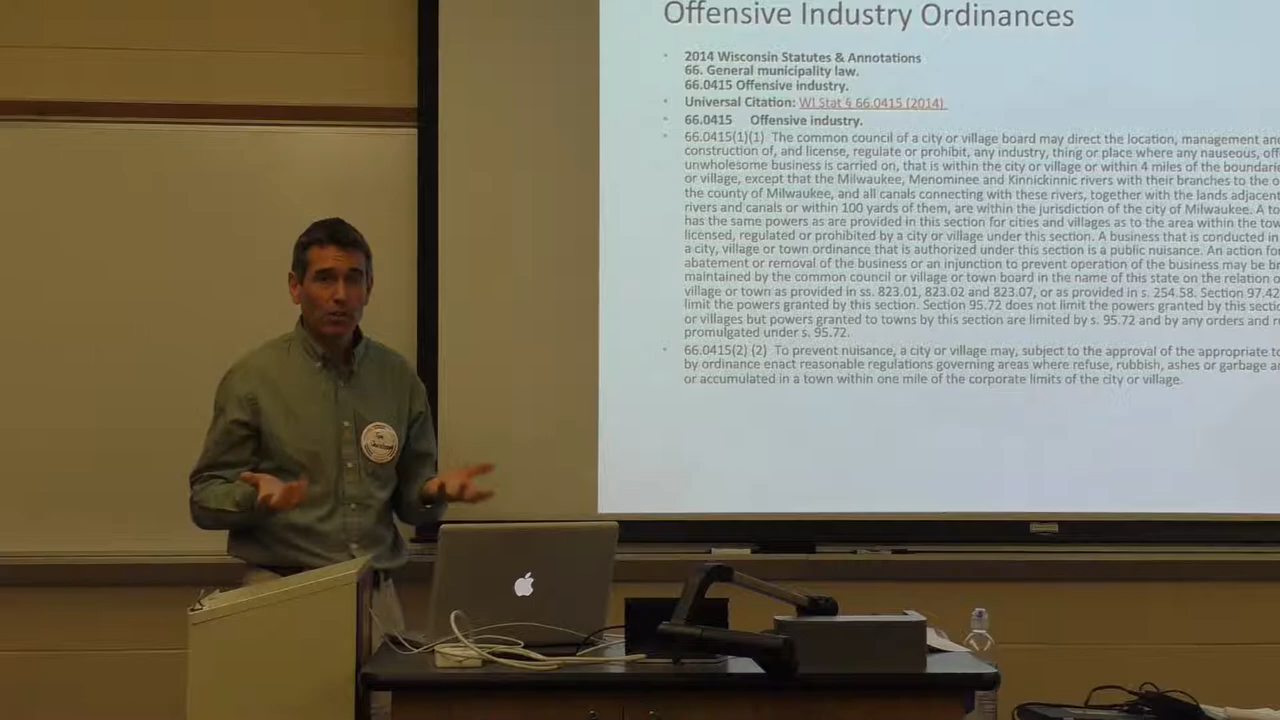 Offensive Industry Ordinances
2014 Wisconsin Statutes & Annotations
66. General municipality law.
66.0415 Offensive industry.
Universal Citation: WI Stat § 66.0415 (2014)
66.0415 Offensive industry.
66.0415(1)(1) The common council of a city or village board may direct the location, management and
construction of, and license, regulate or prohibit, any industry, thing or place where any nauseous, off
unwholesome business is carried on, that is within the city or village or within 4 miles of the boundarie
or village, except that the Milwaukee, Menominee and Kinnickinnic rivers with their branches to the o
the county of Milwaukee, and all canals connecting with these rivers, together with the lands adjacent
rivers and canals or within 100 yards of them, are within the jurisdiction of the city of Milwaukee. A to
has the same powers as are provided in this section for cities and villages as to the area within the tow
licensed, regulated or prohibited by a city or village under this section. A business that is conducted in
a city, village or town ordinance that is authorized under this section is a public nuisance. An action for
abatement or removal of the business or an injunction to prevent operation of the business may be br
maintained by the common council or village or town board in the name of this state on the relation o
village or town as provided in ss. 823.01, 823.02 and 823.07, or as provided in s. 254.58. Section 97.42
limit the powers granted by this section. Section 95.72 does not limit the powers granted by this sectio
or villages but powers granted to towns by this section are limited by s. 95.72 and by any orders and r
promulgated under s. 95.72.
66.0415(2) (2) To prevent nuisance, a city or village may, subject to the approval of the appropriate to
by ordinance enact reasonable regulations governing areas where refuse, rubbish, ashes or garbage a
or accumulated in a town within one mile of the corporate limits of the city or village.